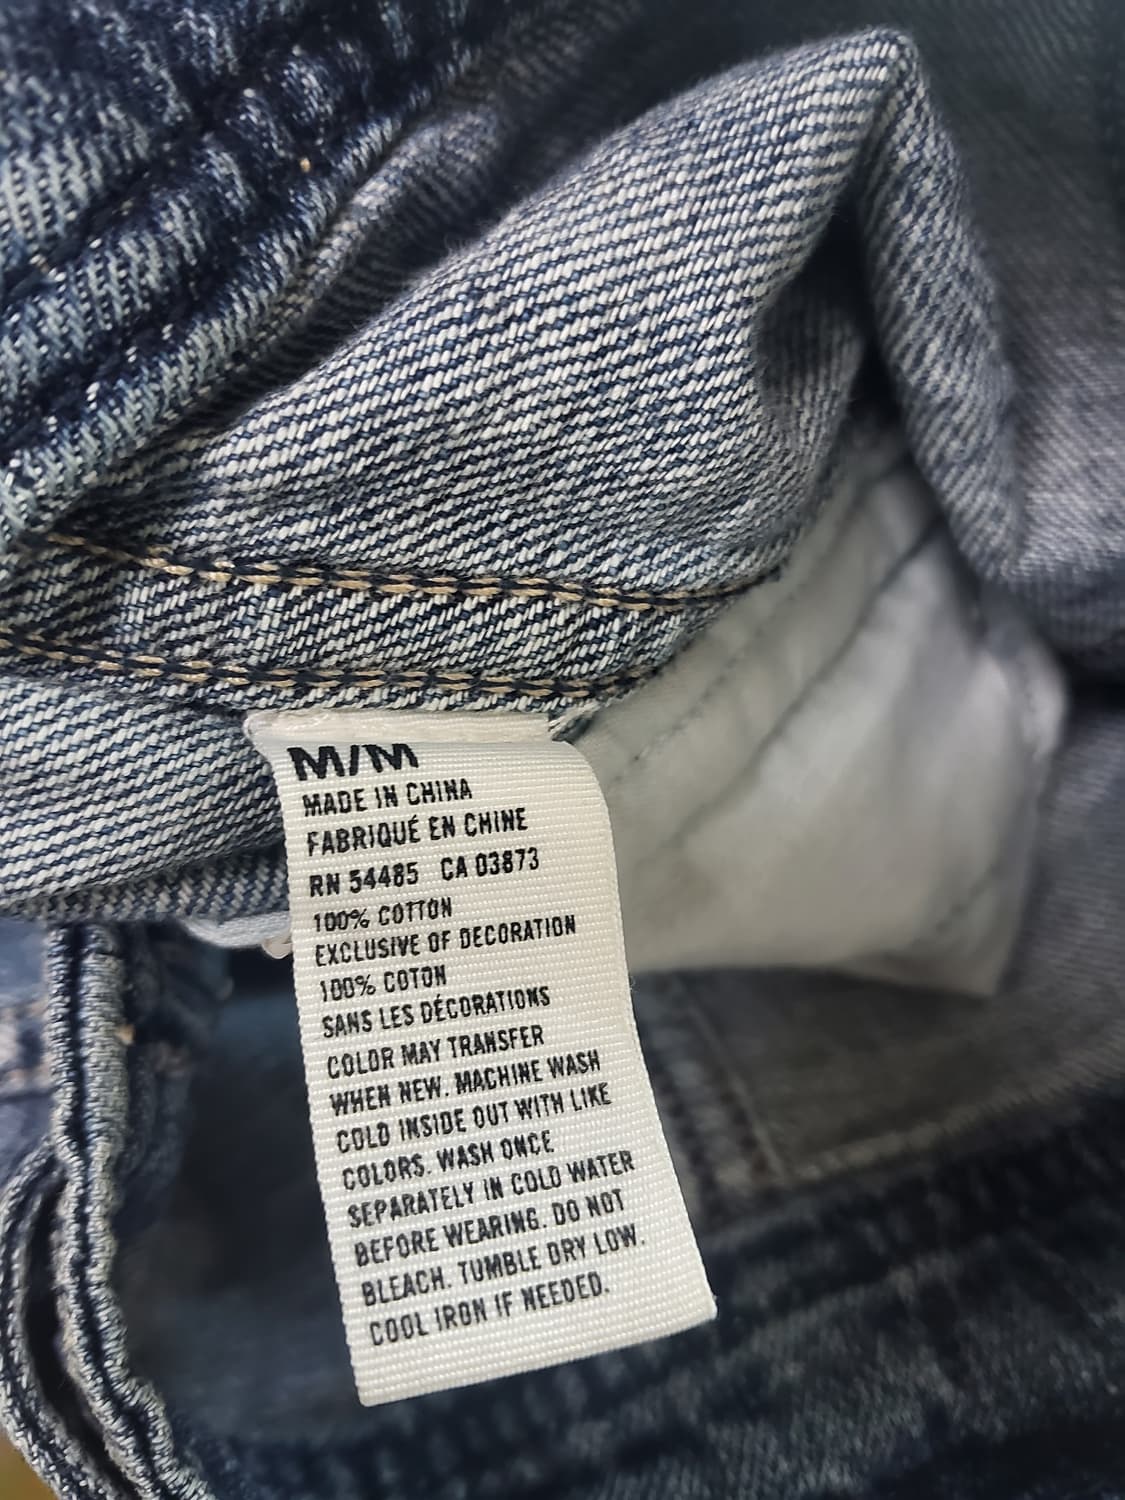 M/M
MADE IN CHINA
FABRIQUÉ EN CHINE
RN 54485 CA 03873
100% COTTON
EXCLUSIVE OF DECORATION
100% COTON
SANS LES DÉCORATIONS
COLOR MAY TRANSFER
WHEN NEW. MACHINE WASH
COLD INSIDE OUT WITH LIKE
COLORS. WASH ONCE
SEPARATELY IN COLD WATER
BEFORE WEARING. DO NOT
BLEACH. TUMBLE DRY LOW.
COOL IRON IF NEEDED.